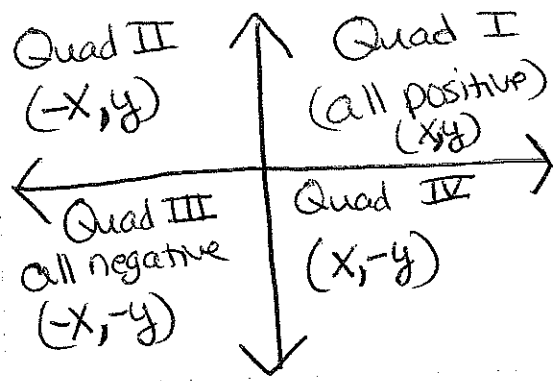 Quad II
(-x, y)
Quad I
(all positive)
(x,y)
Quad III
all negative
(-x, -y)
Quad IV
(x, -y)